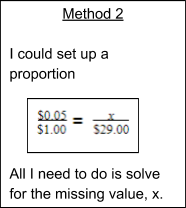 Method 2
I could set up a
proportion
$0.05 = x
$1.00 $29.00
All I need to do is solve
for the missing value, x.